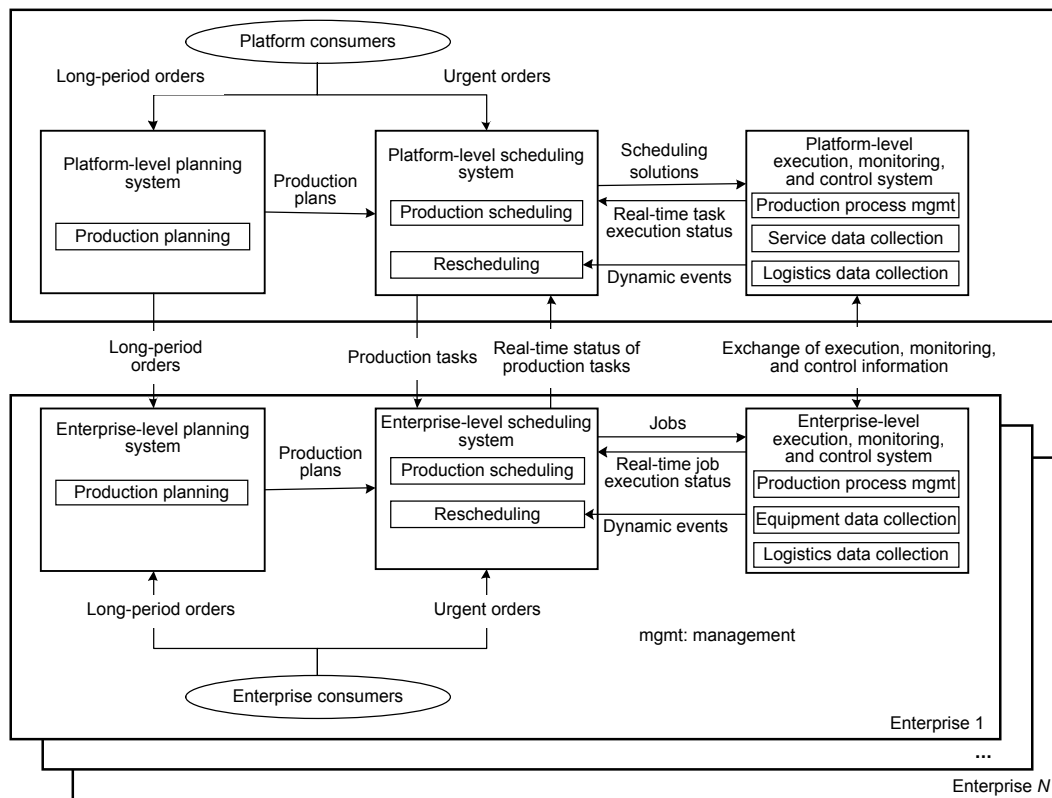 Platform consumers
Long-period orders
Urgent orders
Platform-level planning
system
Production planning
Production
plans
Platform-level scheduling
system
Production scheduling
Rescheduling
Scheduling
solutions
Real-time task
execution status
Dynamic events
Platform-level
execution, monitoring,
and control system
Production process mgmt
Service data collection
Logistics data collection
Long-period
orders
Production tasks
Real-time status of
production tasks
Exchange of execution, monitoring,
and control information
Enterprise-level planning
system
Production planning
Production
plans
Enterprise-level scheduling
system
Production scheduling
Rescheduling
Jobs
Real-time job
execution status
Dynamic events
Enterprise-level
execution, monitoring,
and control system
Production process mgmt
Equipment data collection
Logistics data collection
Long-period orders
Urgent orders
mgmt: management
Enterprise consumers
Enterprise 1
...
Enterprise N